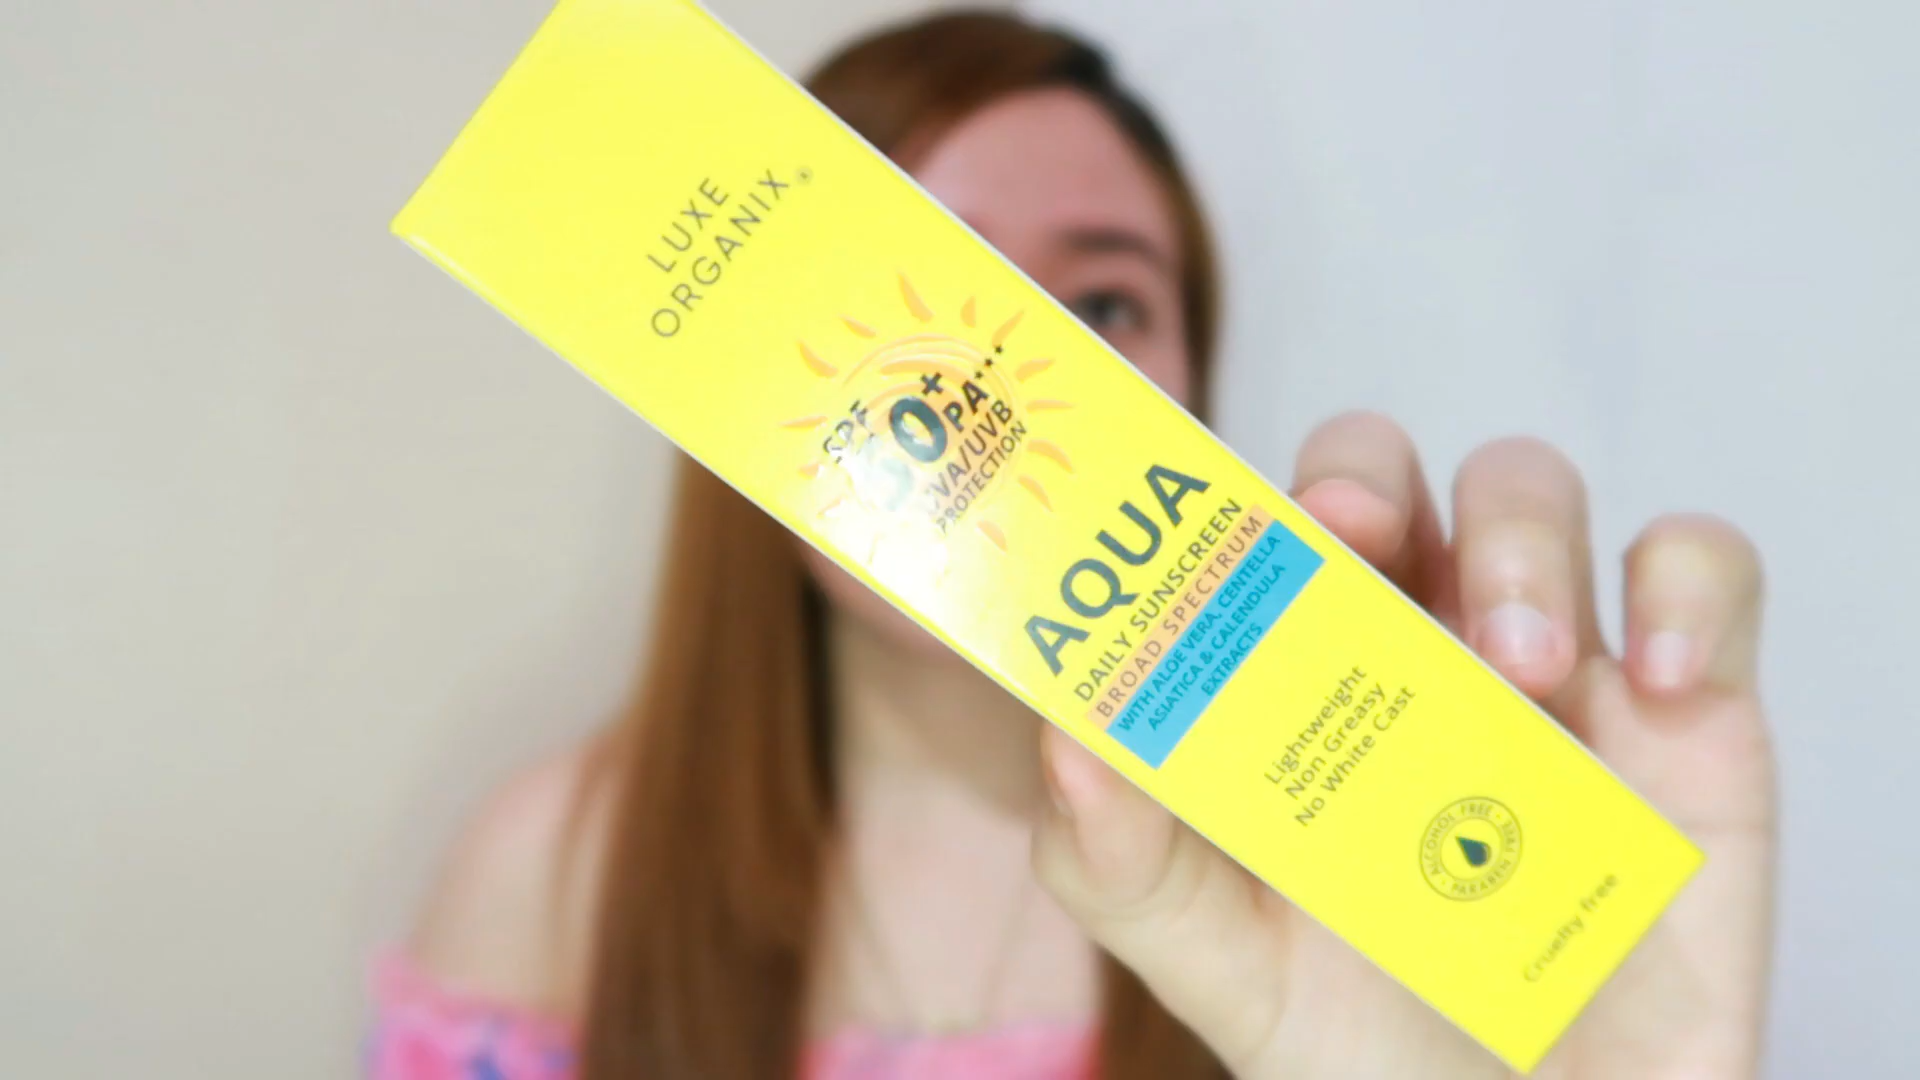 LUXE
ORGANIX®
SPF
50+
PA***
UVA/UVB
PROTECTION
AQUA
DAILY SUNSCREEN
BROAD SPECTRUM
WITH ALOE VERA, CENTELLA
ASIATICA & CALENDULA
EXTRACTS
Lightweight
Non Greasy
No White Cast
ALCOHOL FREE • PARABEN FREE •
Cruelty free